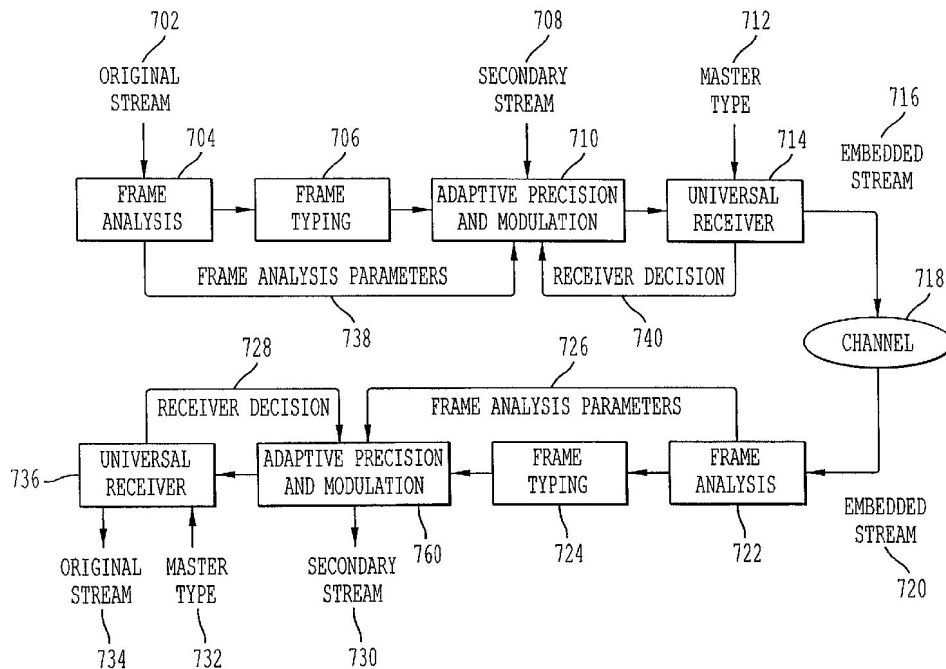 702
708
712
ORIGINAL
STREAM
SECONDARY
STREAM
MASTER
TYPE
716
704
706
710
714
EMBEDDED
STREAM
FRAME
ANALYSIS
FRAME
TYPING
ADAPTIVE PRECISION
AND MODULATION
UNIVERSAL
RECEIVER
FRAME ANALYSIS PARAMETERS
RECEIVER DECISION
738
740
718
CHANNEL
728
726
RECEIVER DECISION
FRAME ANALYSIS PARAMETERS
736
UNIVERSAL
RECEIVER
ADAPTIVE PRECISION
AND MODULATION
FRAME
TYPING
FRAME
ANALYSIS
760
724
722
EMBEDDED
STREAM
720
ORIGINAL
STREAM
MASTER
TYPE
SECONDARY
STREAM
734
732
730